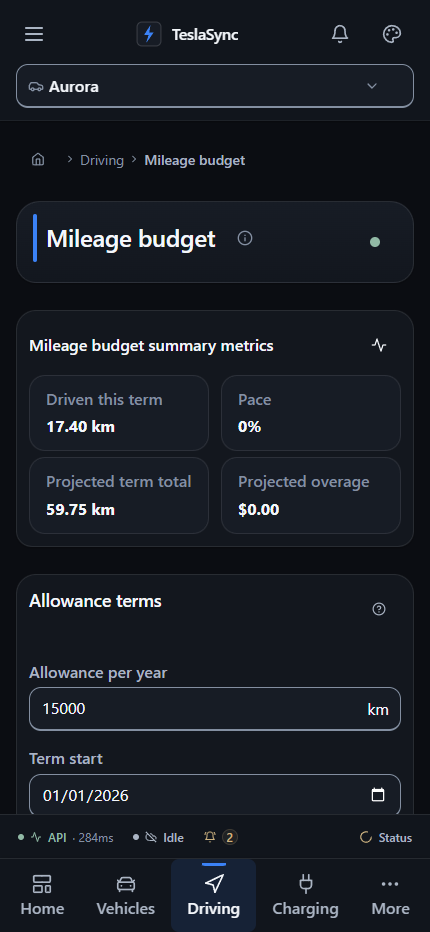 TeslaSync
Aurora
Driving > Mileage budget
Mileage budget
Mileage budget summary metrics
Driven this term
17.40 km
Pace
0%
Projected term total
59.75 km
Projected overage
$0.00
Allowance terms
Allowance per year
15000 km
Term start
01/01/2026
API · 284ms Idle 2 Status
Home Vehicles Driving Charging More